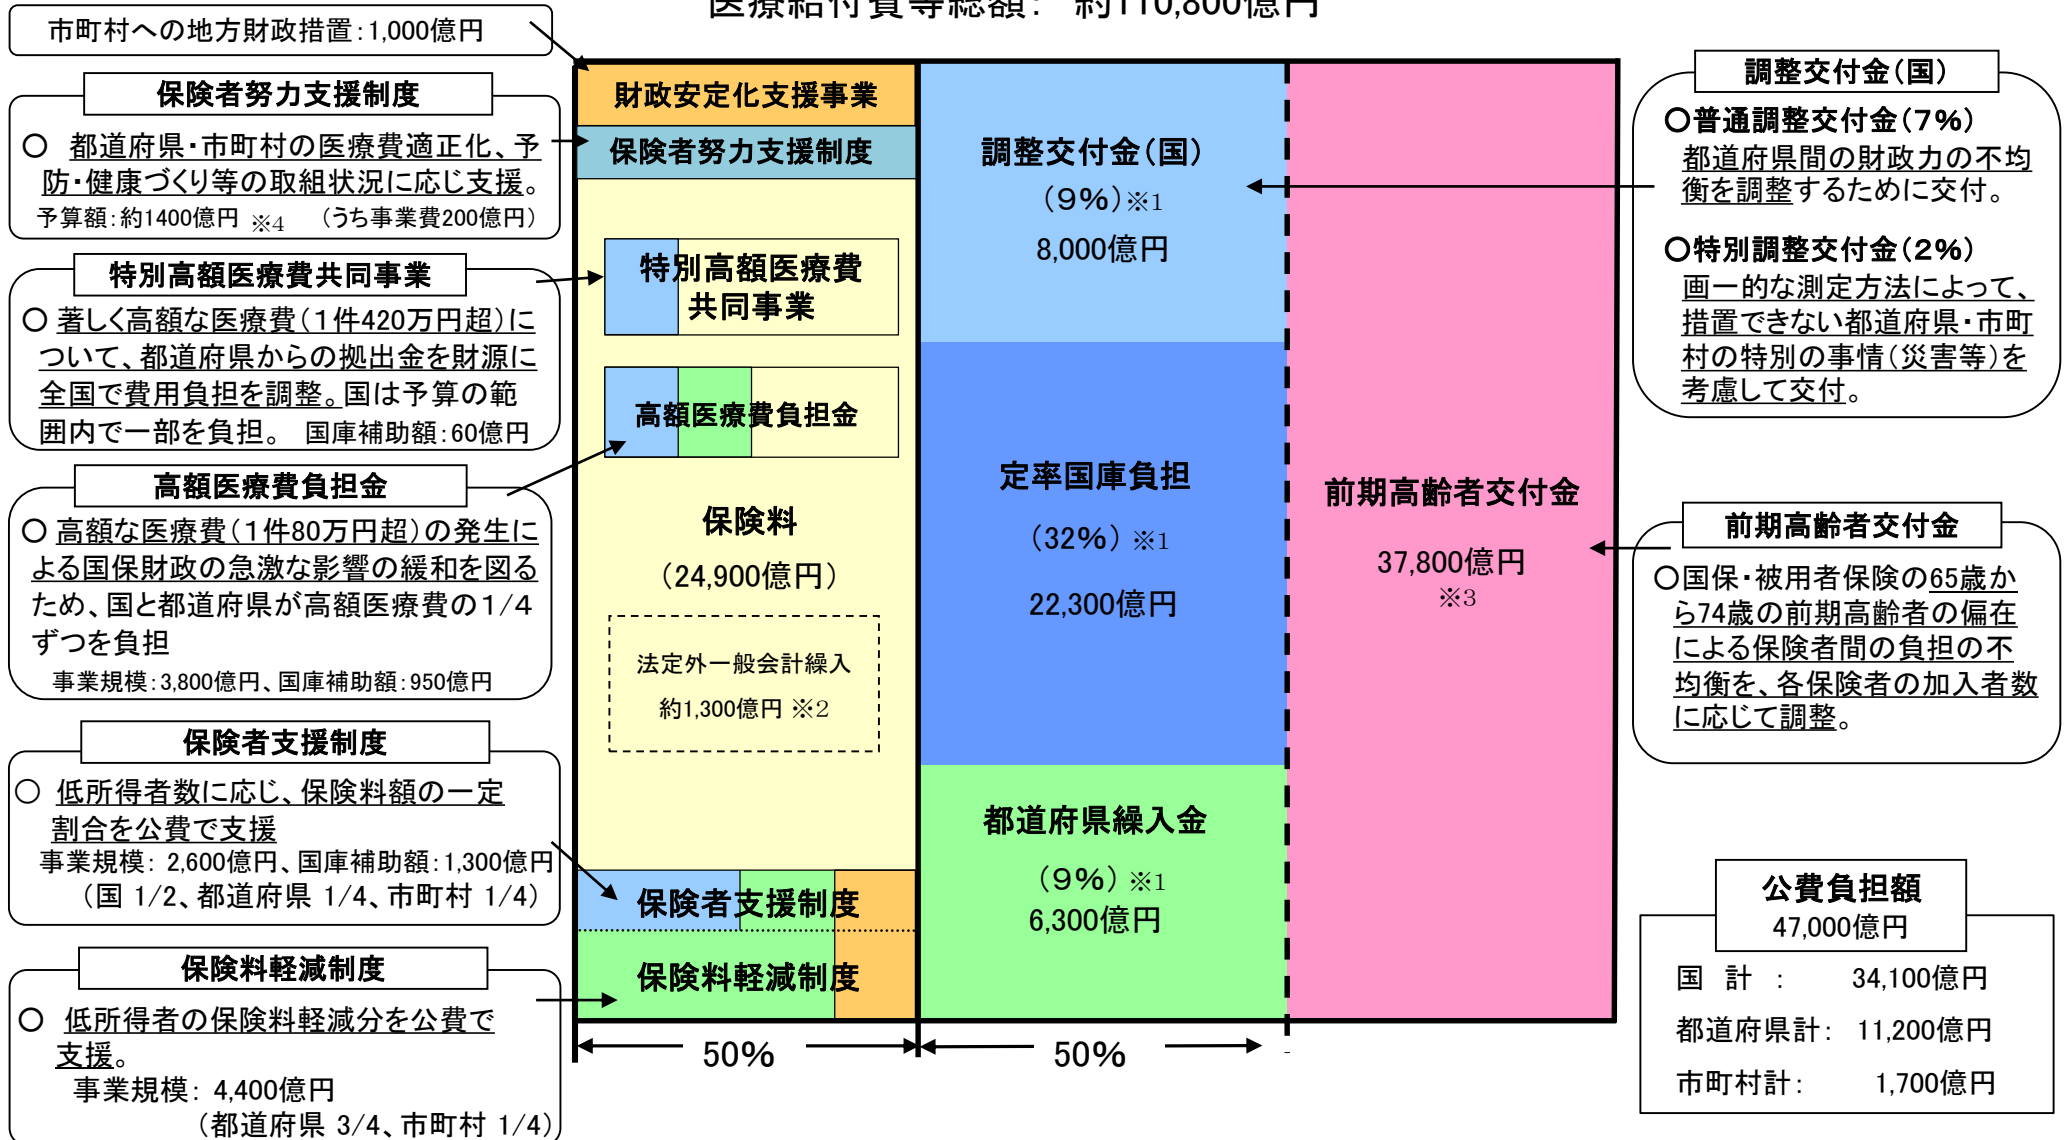 医療給付費等総額： 約110,800億円
市町村への地方財政措置：1,000億円
保険者努力支援制度
○ 都道府県・市町村の医療費適正化、予
防・健康づくり等の取組状況に応じ支援。
予算額：約1400億円 ※4 （うち事業費200億円）
特別高額医療費共同事業
○ 著しく高額な医療費（１件420万円超）に
ついて、都道府県からの拠出金を財源に
全国で費用負担を調整。国は予算の範
囲内で一部を負担。 国庫補助額：60億円
高額医療費負担金
○ 高額な医療費（１件80万円超）の発生に
よる国保財政の急激な影響の緩和を図る
ため、国と都道府県が高額医療費の１/４
ずつを負担
事業規模：3,800億円、国庫補助額：950億円
保険者支援制度
○ 低所得者数に応じ、保険料額の一定
割合を公費で支援
事業規模： 2,600億円、国庫補助額：1,300億円
（国 1/2、都道府県 1/4、市町村 1/4）
保険料軽減制度
○ 低所得者の保険料軽減分を公費で
支援。
事業規模： 4,400億円
（都道府県 3/4、市町村 1/4）
財政安定化支援事業
保険者努力支援制度
特別高額医療費
共同事業
高額医療費負担金
保険料
（24,900億円）
法定外一般会計繰入
約1,300億円 ※2
保険者支援制度
保険料軽減制度
50%
調整交付金（国）
（９%）※1
8,000億円
定率国庫負担
（32%） ※1
22,300億円
都道府県繰入金
（９%） ※1
6,300億円
50%
前期高齢者交付金
37,800億円
※3
調整交付金（国）
○普通調整交付金（７％）
都道府県間の財政力の不均
衡を調整するために交付。
○特別調整交付金（２％）
画一的な測定方法によって、
措置できない都道府県・市町
村の特別の事情（災害等）を
考慮して交付。
前期高齢者交付金
○国保・被用者保険の65歳か
ら74歳の前期高齢者の偏在
による保険者間の負担の不
均衡を、各保険者の加入者数
に応じて調整。
公費負担額
47,000億円
国 計 ： 34,100億円
都道府県計： 11,200億円
市町村計： 1,700億円